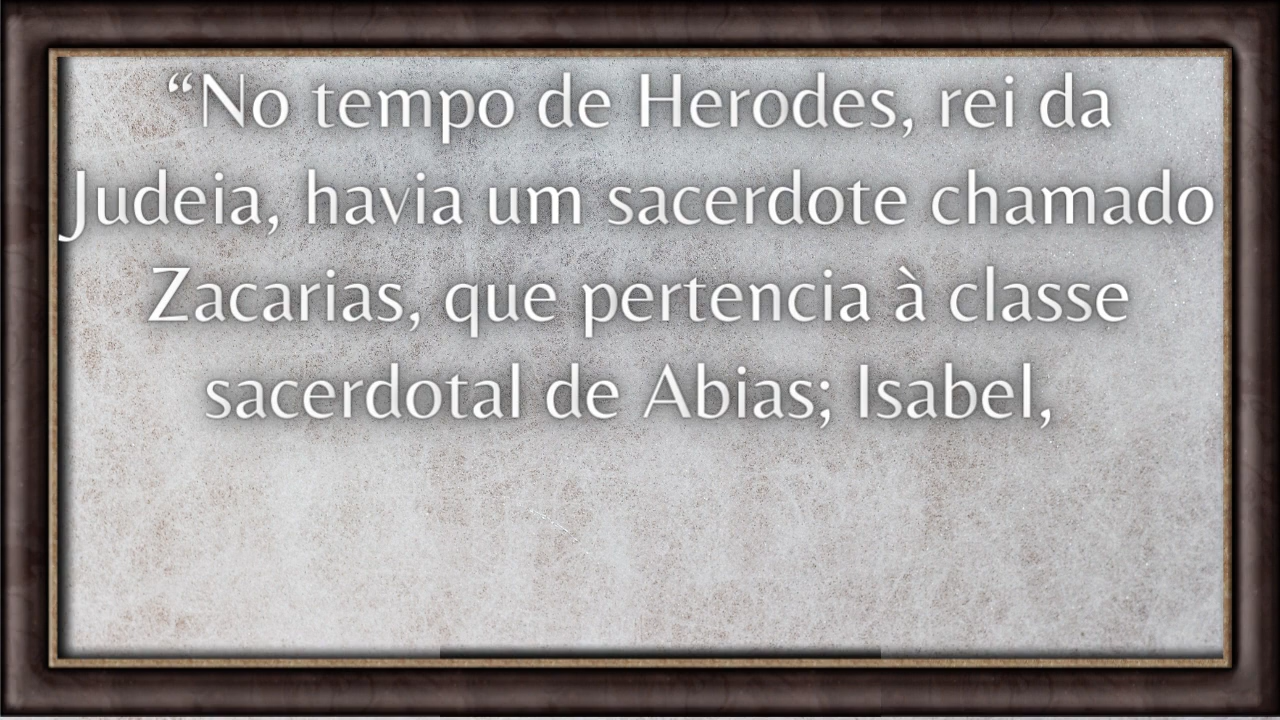 “No tempo de Herodes, rei da
Judeia, havia um sacerdote chamado
Zacarias, que pertencia à classe
sacerdotal de Abias; Isabel,